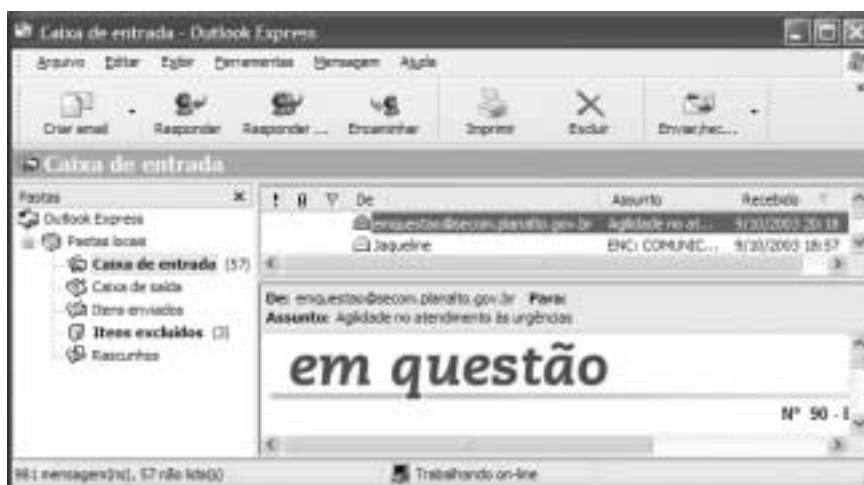 Caixa de entrada - Outlook Express
Arquivo Editar Exibir Ferramentas Mensagem Ajuda
Criar email Responder Responder ... Encaminhar Imprimir Excluir Enviar/rec...
Caixa de entrada
Pastas
Outlook Express
Pastas locais
Caixa de entrada (57)
Caixa de saída
Itens enviados
Itens excluídos (3)
Rascunhos
! De Assunto Recebido
emquestao@secom.planalto.gov.br Agilidade no at... 9/10/2003 20:18
Jaqueline ENC: COMUNIC... 9/10/2003 18:57
De: emquestao@secom.planalto.gov.br Para:
Assunto: Agilidade no atendimento às urgências
em questão
Nº 90 -
981 mensagem(ns), 57 não lida(s) Trabalhando on-line